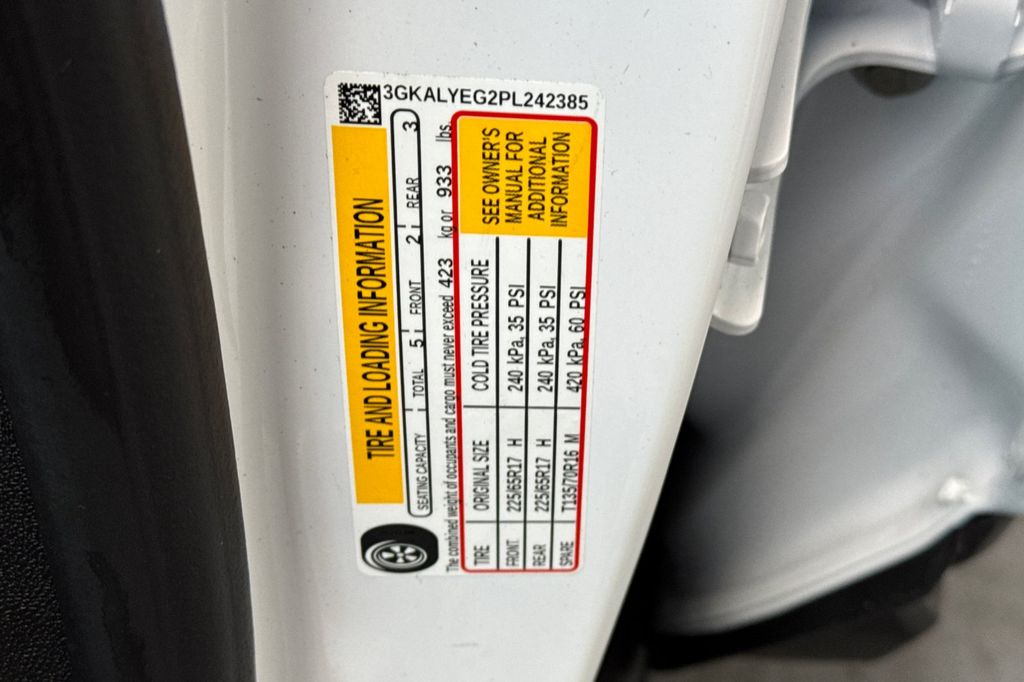 3GKALYEG2PL242385
TIRE AND LOADING INFORMATION
SEATING CAPACITY TOTAL 5 FRONT 2 REAR 3
The combined weight of occupants and cargo must never exceed 423 kg or 933 lbs.
TIRE ORIGINAL SIZE COLD TIRE PRESSURE
FRONT 225/65R17 H 240 kPa, 35 PSI
REAR 225/65R17 H 240 kPa, 35 PSI
SPARE T135/70R16 M 420 kPa, 60 PSI
SEE OWNER'S
MANUAL FOR
ADDITIONAL
INFORMATION